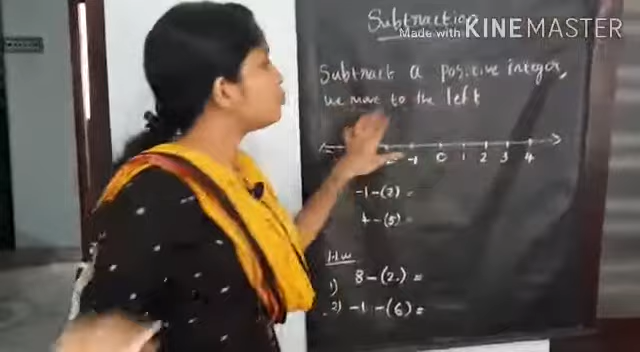 Subtraction
Made with KINEMASTER
Subtract a positive integer,
we move to the left
-1 0 1 2 3 4
-1-(2)=
4-(5)=
H.W
1) 8-(2)=
2) -1-(6)=